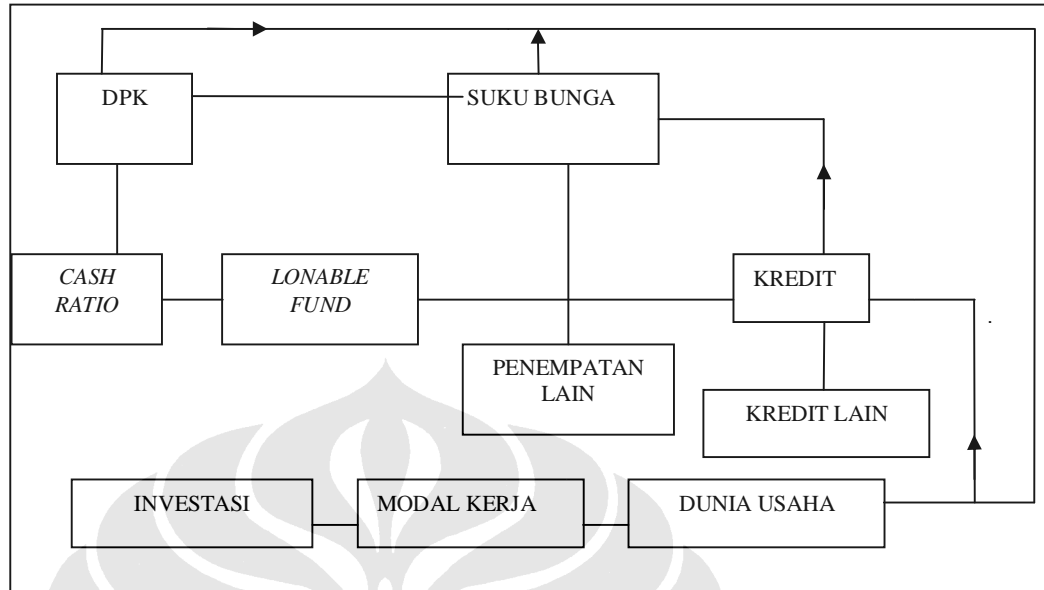 DPK
SUKU BUNGA
CASH
RATIO
LONABLE
FUND
KREDIT
PENEMPATAN
LAIN
KREDIT LAIN
INVESTASI
MODAL KERJA
DUNIA USAHA